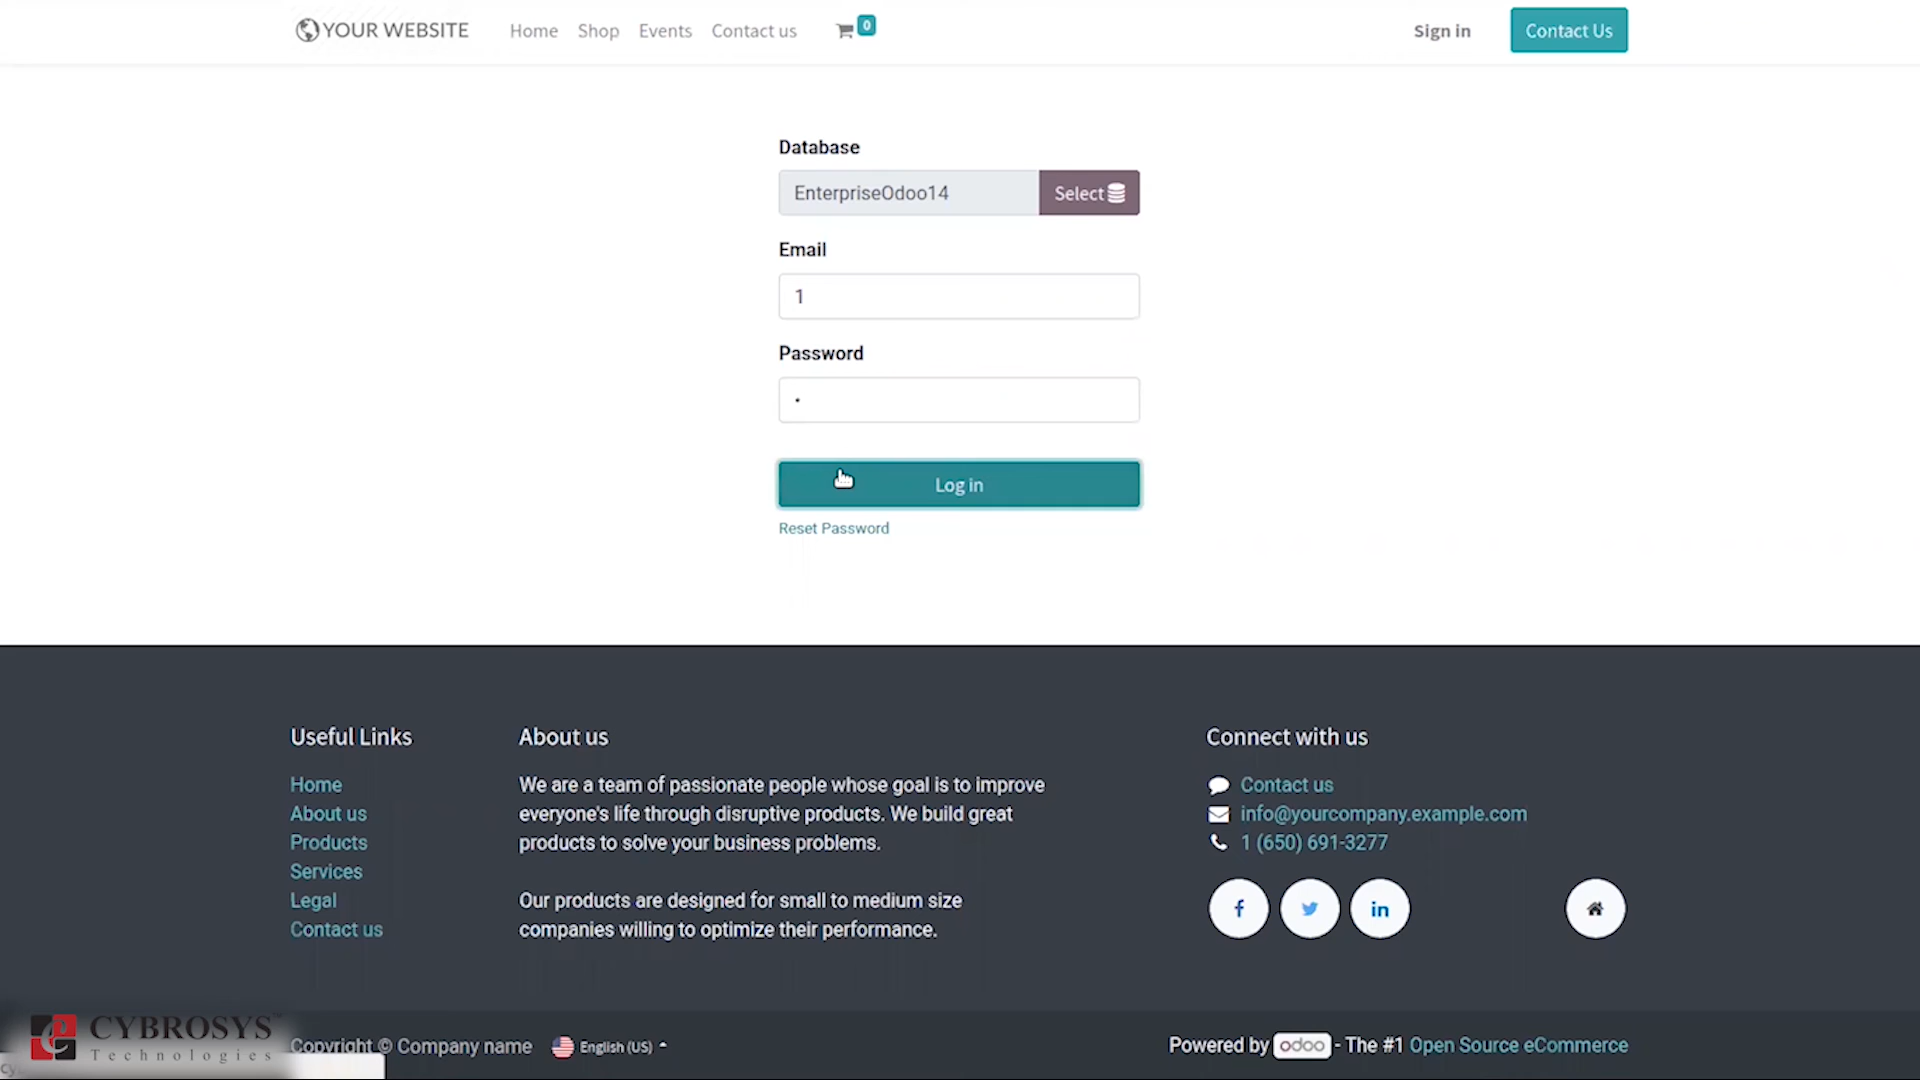 YOUR WEBSITE Home Shop Events Contact us 0 Sign in Contact Us
Database
EnterpriseOdoo14 Select
Email
1
Password
Log in
Reset Password
Useful Links
Home
About us
Products
Services
Legal
Contact us
About us
We are a team of passionate people whose goal is to improve
everyone's life through disruptive products. We build great
products to solve your business problems.
Our products are designed for small to medium size
companies willing to optimize their performance.
Connect with us
Contact us
info@yourcompany.example.com
1 (650) 691-3277
CYBROSYS
Technologies
Copyright © Company name English (US)
Powered by odoo - The #1 Open Source eCommerce